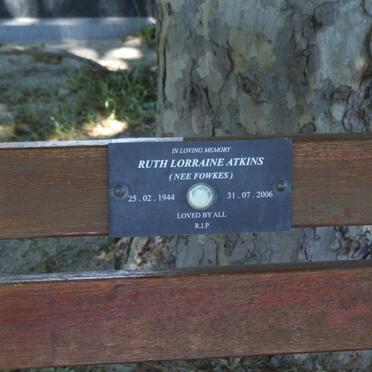 IN LOVING MEMORY
RUTH LORRAINE ATKINS
( NEE FOWKES )
25 . 02 . 1944 31 . 07 . 2006
LOVED BY ALL
R.I.P